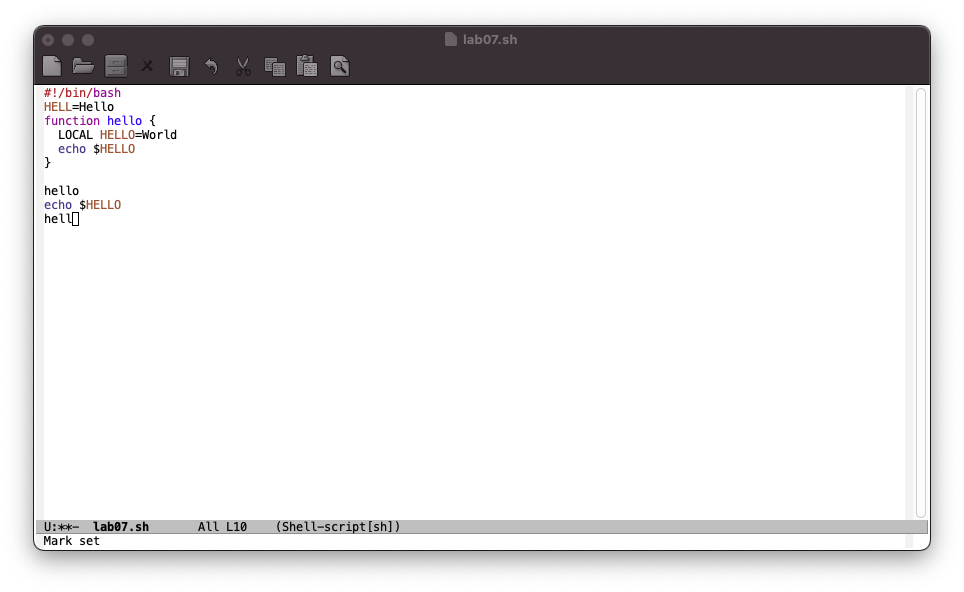 lab07.sh
#!/bin/bash
HELL=Hello
function hello {
  LOCAL HELLO=World
  echo $HELLO
}
hello
echo $HELLO
hell
U:**-  lab07.sh       All L10    (Shell-script[sh])
Mark set